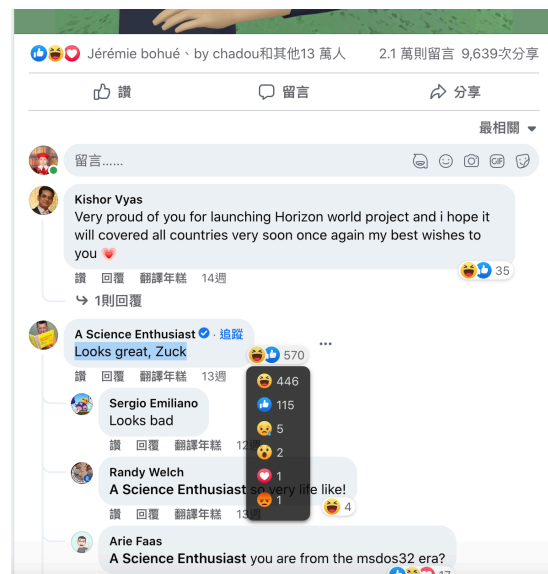 Jérémie bohué、by chadou和其他13 萬人 2.1 萬則留言 9,639次分享
讚 留言 分享
最相關
留言…… GIF
Kishor Vyas
Very proud of you for launching Horizon world project and i hope it
will covered all countries very soon once again my best wishes to
you 💗
😆👍 35
讚 回覆 翻譯年糕 14週
1則回覆
A Science Enthusiast · 追蹤
Looks great, Zuck
😆👍 570
讚 回覆 翻譯年糕 13週
😆 446
👍 115
😢 5
😮 2
❤️ 1
😡 1
Sergio Emiliano
Looks bad
讚 回覆 翻譯年糕
Randy Welch
A Science Enthusiast so very life like!
😆 4
讚 回覆 翻譯年糕
Arie Faas
A Science Enthusiast you are from the msdos32 era?